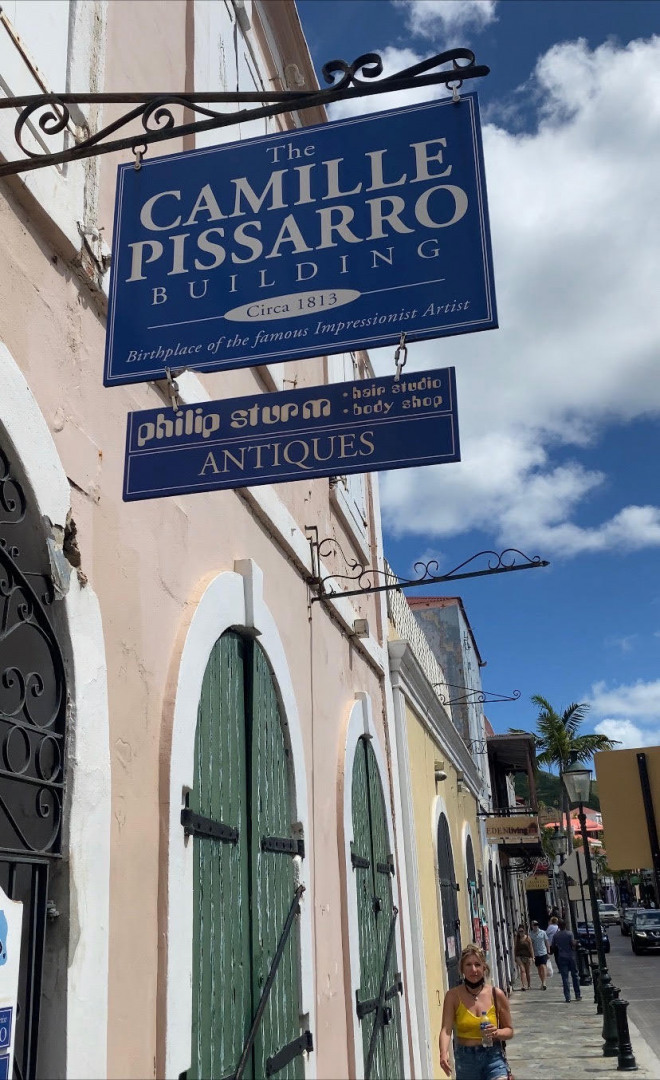 The
CAMILLE
PISSARRO
BUILDING
Circa 1813
Birthplace of the famous Impressionist Artist
philip sturm
• hair studio
• body shop
ANTIQUES